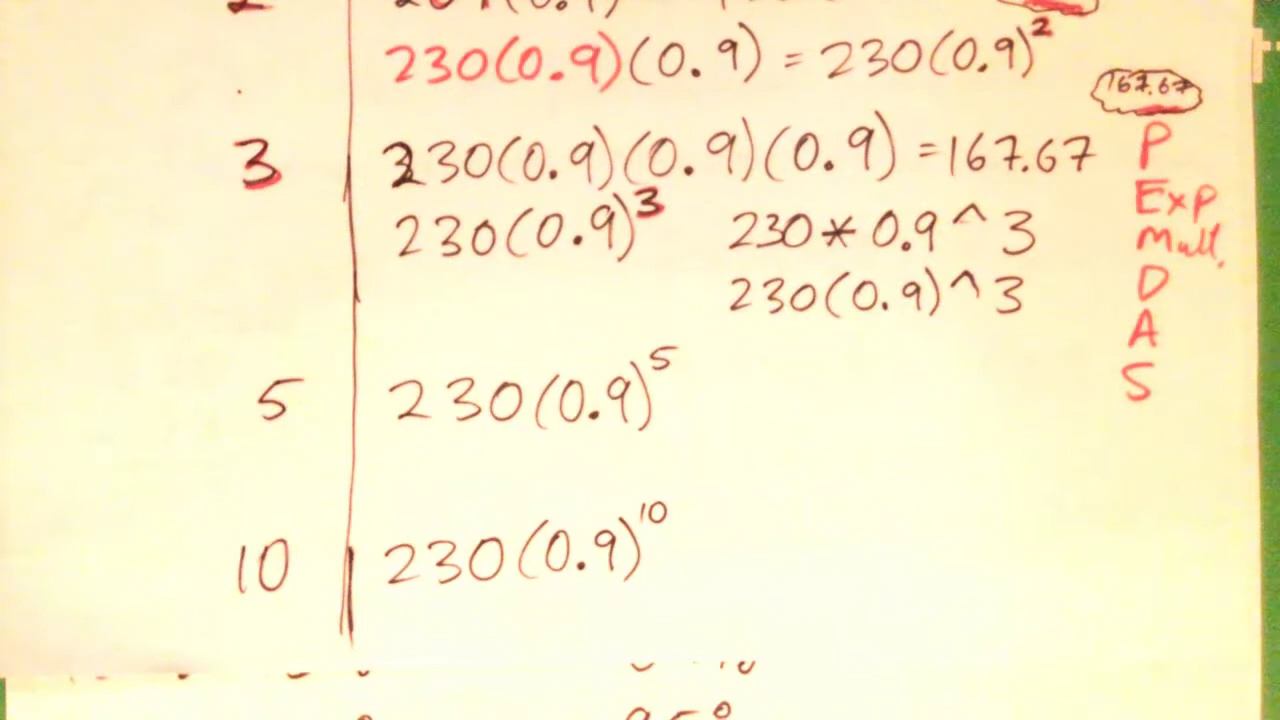 230(0.9)(0.9) = 230(0.9)²
167.67
3 230(0.9)(0.9)(0.9) = 167.67
P
230(0.9)³ 230 * 0.9 ^ 3
Exp
Mult.
230(0.9) ^ 3
D
A
S
5 230(0.9)⁵
10 230(0.9)¹⁰